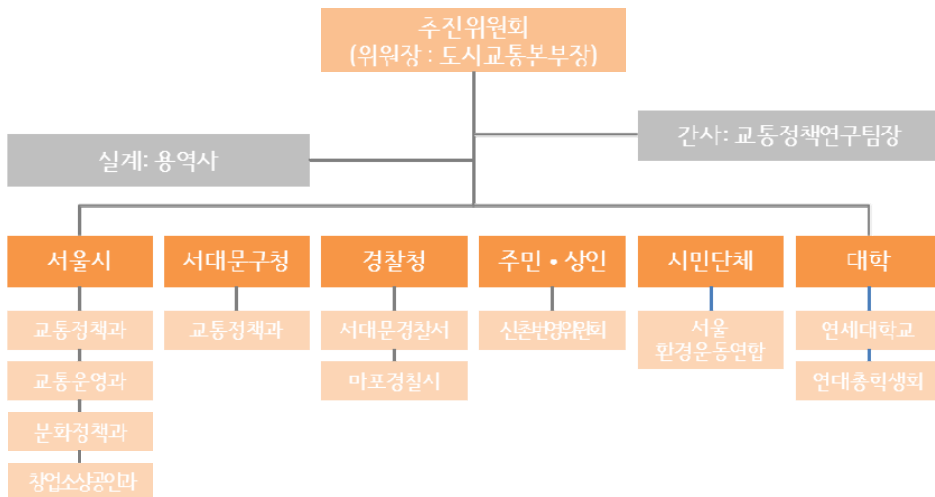 추진위원회
(위원장 : 도시교통본부장)
간사: 교통정책연구팀장
실계: 용역사
서울시
서대문구청
경찰청
주민 • 상인
시민단체
대학
교통정책과
교통정책과
서대문경찰서
신촌번영위원회
서울
환경운동연합
연세대학교
교통운영과
마포경칠시
연대총학생회
문화정책과
창업소상공인과